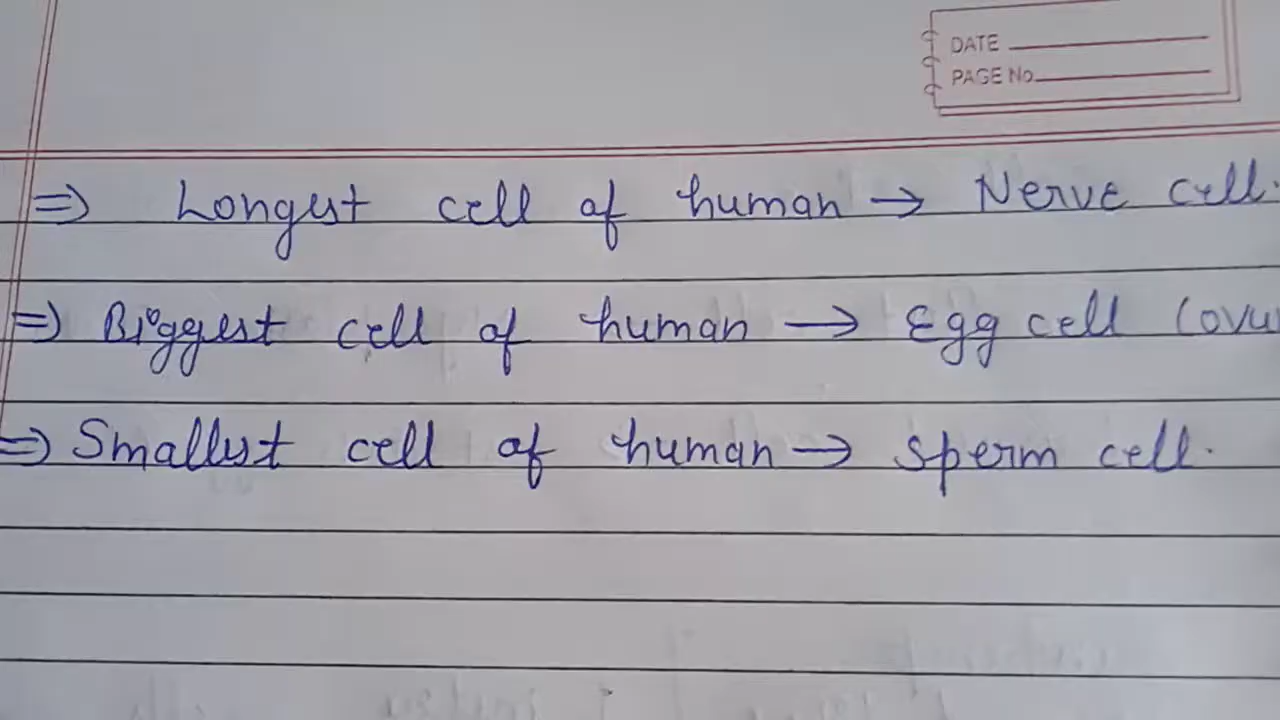 DATE
PAGE No.
⇒ Longest cell of human → Nerve cell.
⇒ Biggest cell of human → Egg cell (ovu
⇒ Smallest cell of human → sperm cell.